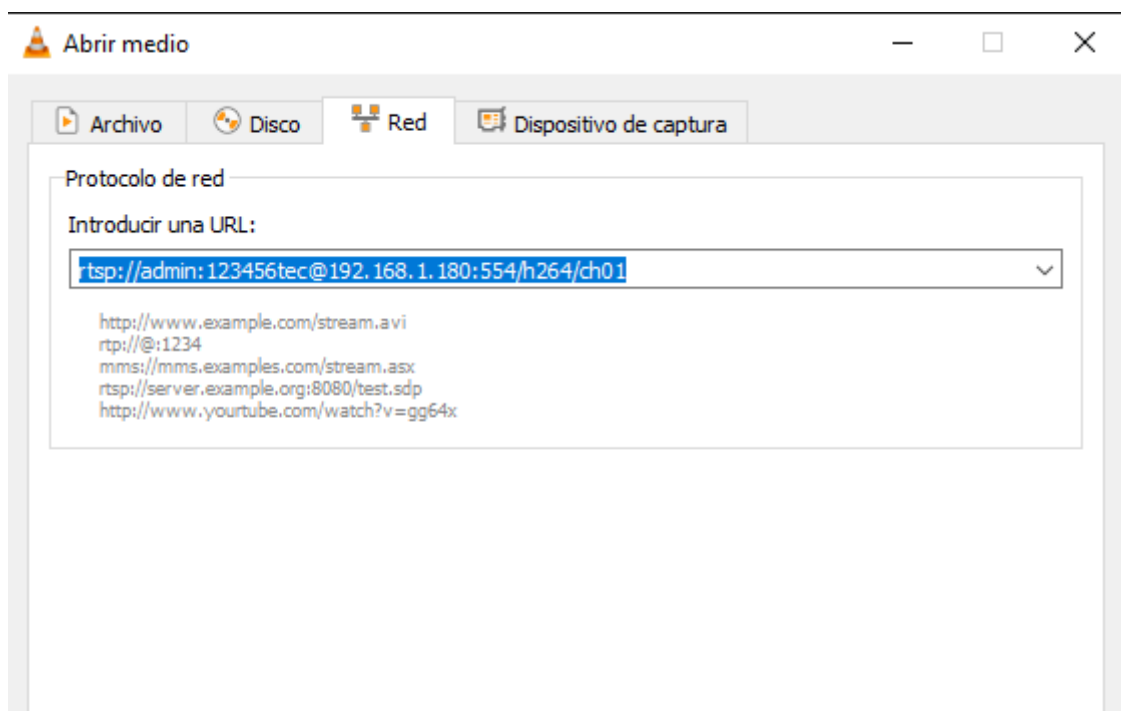 Abrir medio
Archivo Disco Red Dispositivo de captura
Protocolo de red
Introducir una URL:
rtsp://admin:123456tec@192.168.1.180:554/h264/ch01
http://www.example.com/stream.avi
rtp://@:1234
mms://mms.examples.com/stream.asx
rtsp://server.example.org:8080/test.sdp
http://www.yourtube.com/watch?v=gg64x